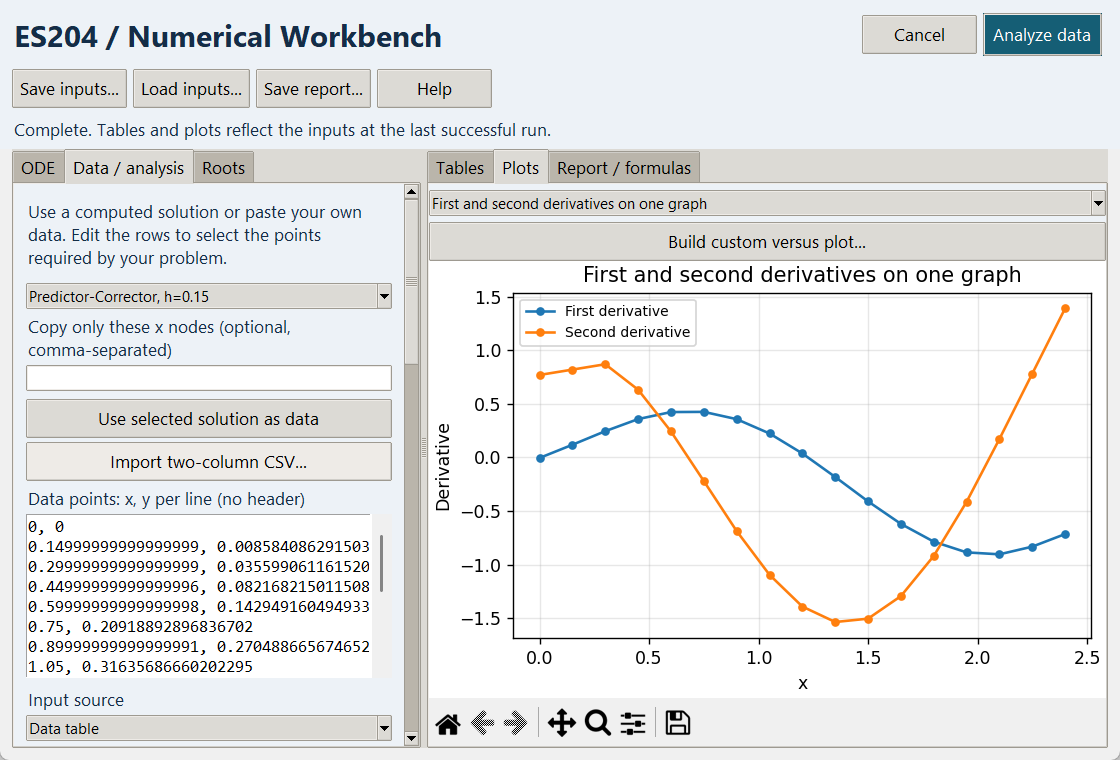 ES204 / Numerical Workbench
Cancel
Analyze data
Save inputs...
Load inputs...
Save report...
Help
Complete. Tables and plots reflect the inputs at the last successful run.
ODE
Data / analysis
Roots
Use a computed solution or paste your own
data. Edit the rows to select the points
required by your problem.
Predictor-Corrector, h=0.15
Copy only these x nodes (optional,
comma-separated)
Use selected solution as data
Import two-column CSV...
Data points: x, y per line (no header)
0, 0
0.14999999999999999, 0.008584086291503
0.29999999999999999, 0.035599061161520
0.44999999999999996, 0.082168215011508
0.59999999999999998, 0.142949160494933
0.75, 0.20918892896836702
0.89999999999999991, 0.270488665674652
1.05, 0.31635686660202295
Input source
Data table
Tables
Plots
Report / formulas
First and second derivatives on one graph
Build custom versus plot...
First and second derivatives on one graph
First derivative
Second derivative
Derivative
1.5
1.0
0.5
0.0
−0.5
−1.0
−1.5
0.0
0.5
1.0
1.5
2.0
2.5
x